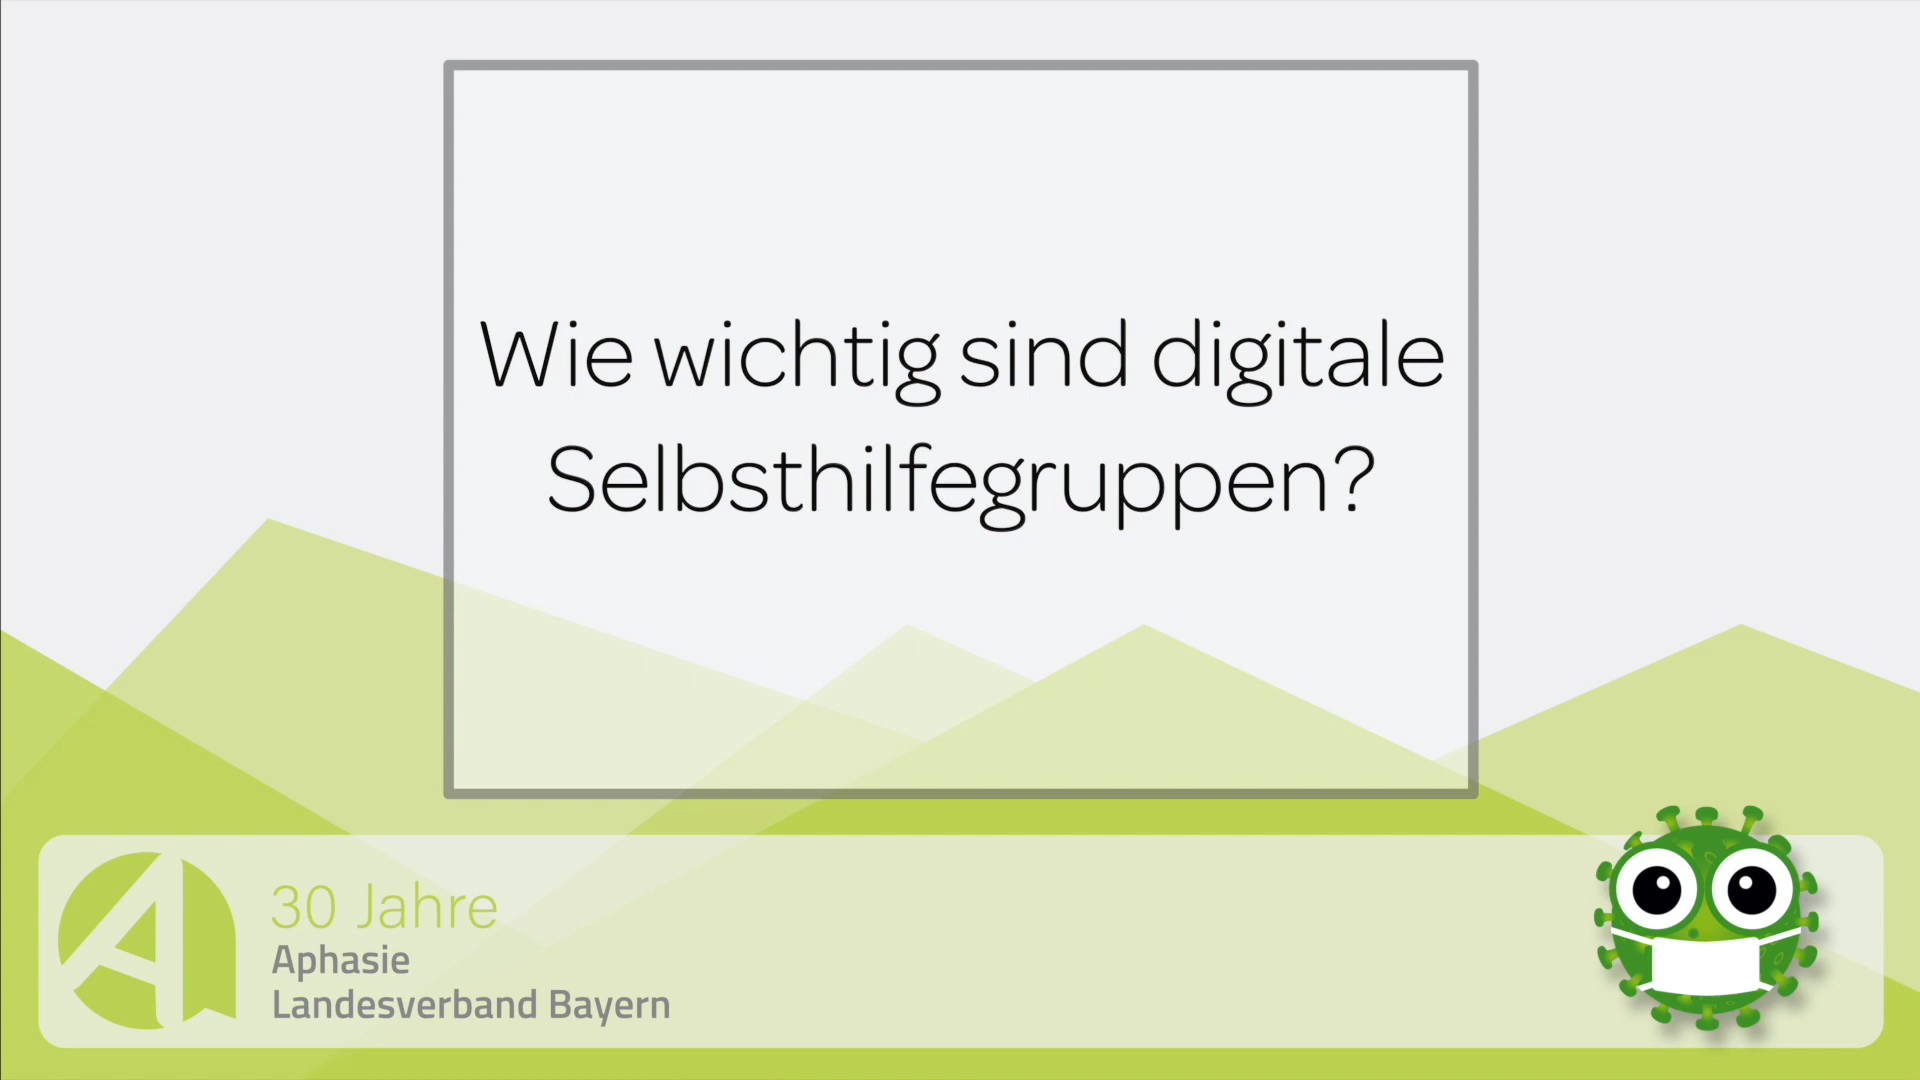 Wie wichtig sind digitale
Selbsthilfegruppen?
30 Jahre
Aphasie
Landesverband Bayern